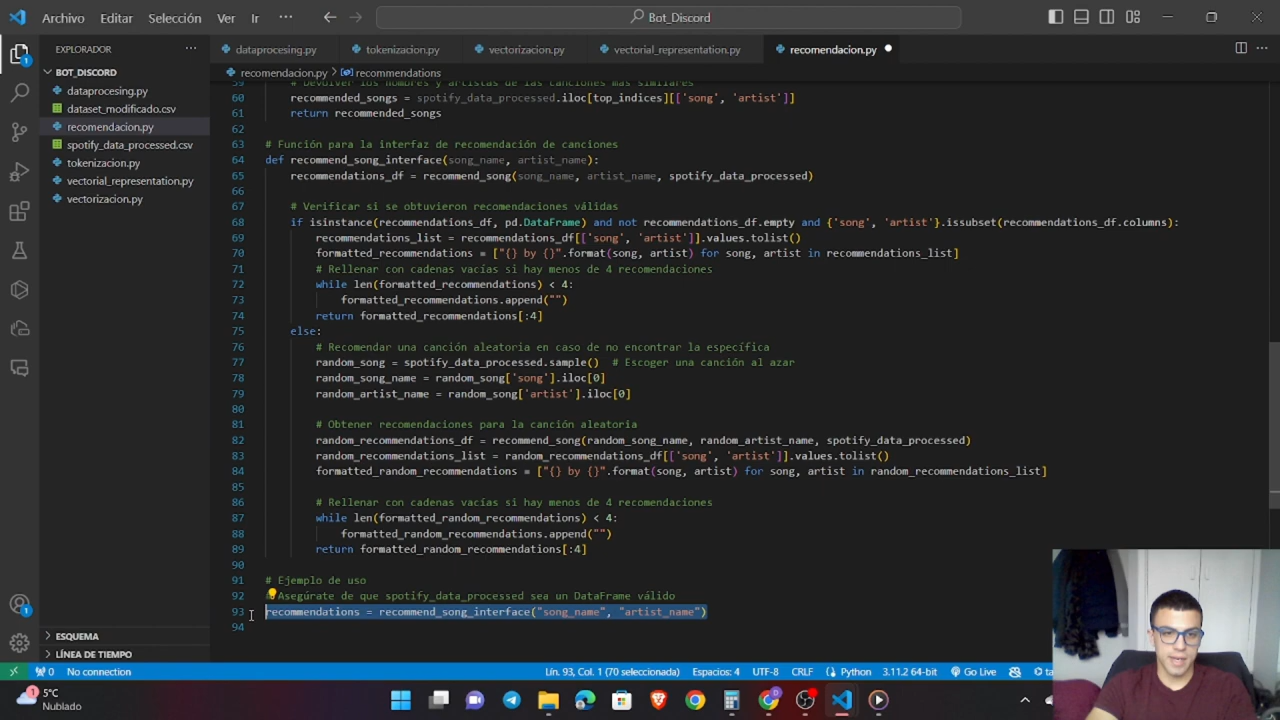 Archivo Editar Selección Ver Ir ··· Bot_Discord
EXPLORADOR ···
BOT_DISCORD
dataprocesing.py
dataset_modificado.csv
recomendacion.py
spotify_data_processed.csv
tokenizacion.py
vectorial_representation.py
vectorizacion.py
ESQUEMA
LÍNEA DE TIEMPO
dataprocesing.py tokenizacion.py vectorizacion.py vectorial_representation.py recomendacion.py
recomendacion.py > recommendations
59 # Devolver los nombres y artistas de las canciones más similares
60 recommended_songs = spotify_data_processed.iloc[top_indices][['song', 'artist']]
61 return recommended_songs
62
63 # Función para la interfaz de recomendación de canciones
64 def recommend_song_interface(song_name, artist_name):
65 recommendations_df = recommend_song(song_name, artist_name, spotify_data_processed)
66
67 # Verificar si se obtuvieron recomendaciones válidas
68 if isinstance(recommendations_df, pd.DataFrame) and not recommendations_df.empty and {'song', 'artist'}.issubset(recommendations_df.columns):
69 recommendations_list = recommendations_df[['song', 'artist']].values.tolist()
70 formatted_recommendations = ["{} by {}".format(song, artist) for song, artist in recommendations_list]
71 # Rellenar con cadenas vacías si hay menos de 4 recomendaciones
72 while len(formatted_recommendations) < 4:
73 formatted_recommendations.append("")
74 return formatted_recommendations[:4]
75 else:
76 # Recomendar una canción aleatoria en caso de no encontrar la específica
77 random_song = spotify_data_processed.sample() # Escoger una canción al azar
78 random_song_name = random_song['song'].iloc[0]
79 random_artist_name = random_song['artist'].iloc[0]
80
81 # Obtener recomendaciones para la canción aleatoria
82 random_recommendations_df = recommend_song(random_song_name, random_artist_name, spotify_data_processed)
83 random_recommendations_list = random_recommendations_df[['song', 'artist']].values.tolist()
84 formatted_random_recommendations = ["{} by {}".format(song, artist) for song, artist in random_recommendations_list]
85
86 # Rellenar con cadenas vacías si hay menos de 4 recomendaciones
87 while len(formatted_random_recommendations) < 4:
88 formatted_random_recommendations.append("")
89 return formatted_random_recommendations[:4]
90
91 # Ejemplo de uso
92 Asegúrate de que spotify_data_processed sea un DataFrame válido
93 recommendations = recommend_song_interface("song_name", "artist_name")
94
0 No connection Lín. 93, Col. 1 (70 seleccionada) Espacios: 4 UTF-8 CRLF Python 3.11.2 64-bit Go Live
5°C
Nublado